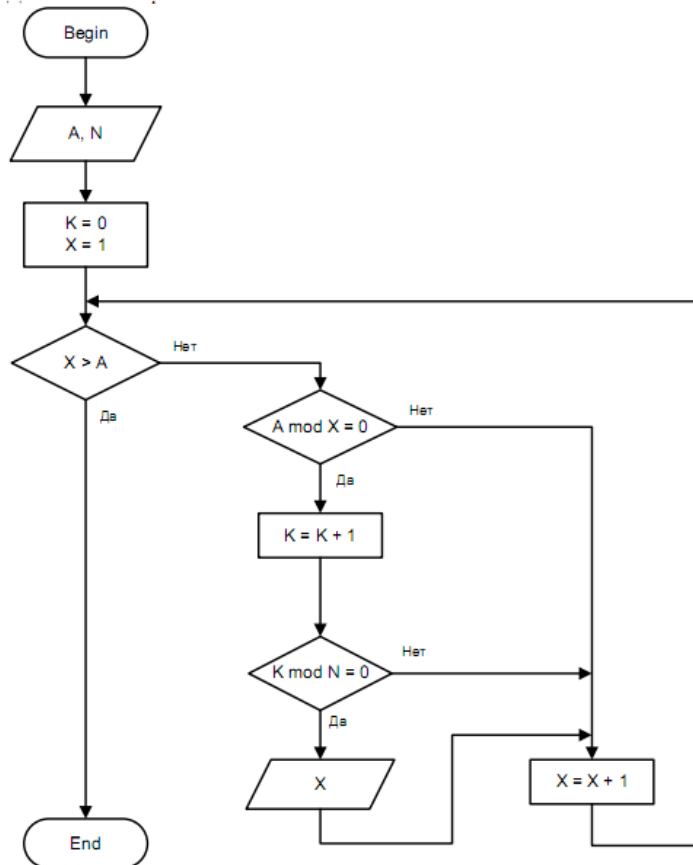 Begin
A, N
K = 0
X = 1
X > A
Нет
Да
A mod X = 0
Нет
Да
K = K + 1
K mod N = 0
Нет
Да
X
X = X + 1
End